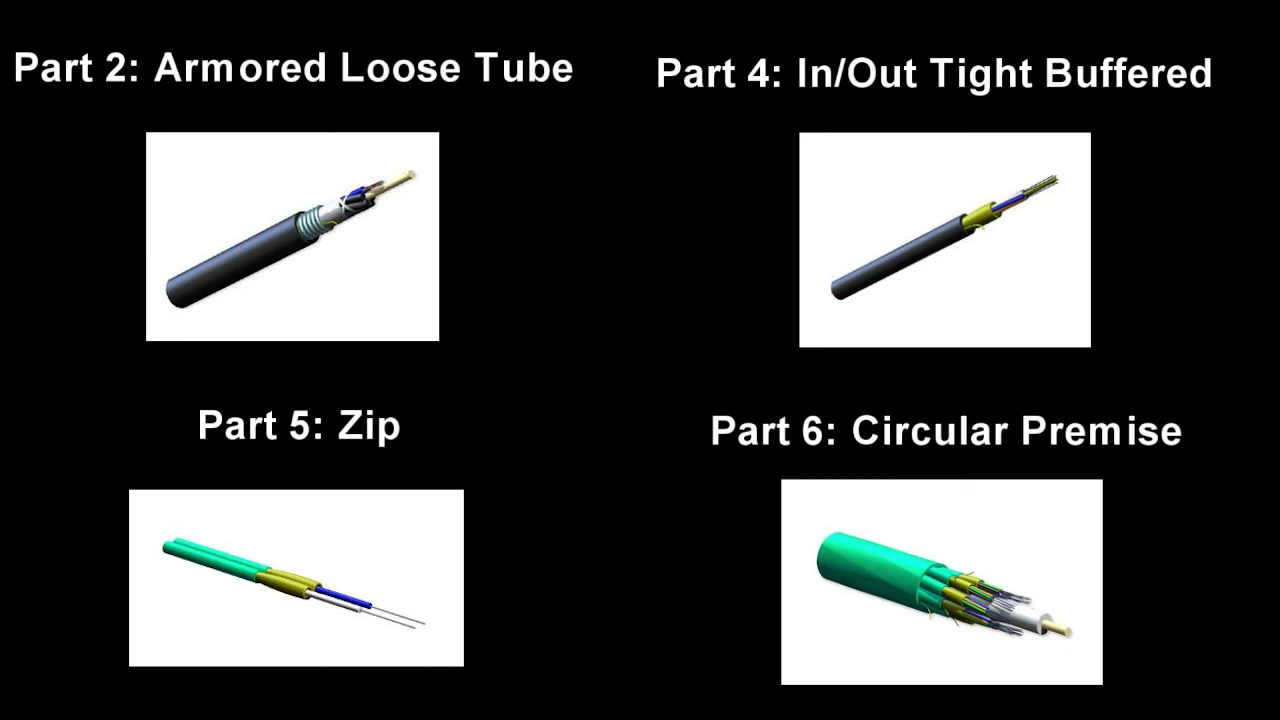 Part 2: Armored Loose Tube
Part 4: In/Out Tight Buffered
Part 5: Zip
Part 6: Circular Premise